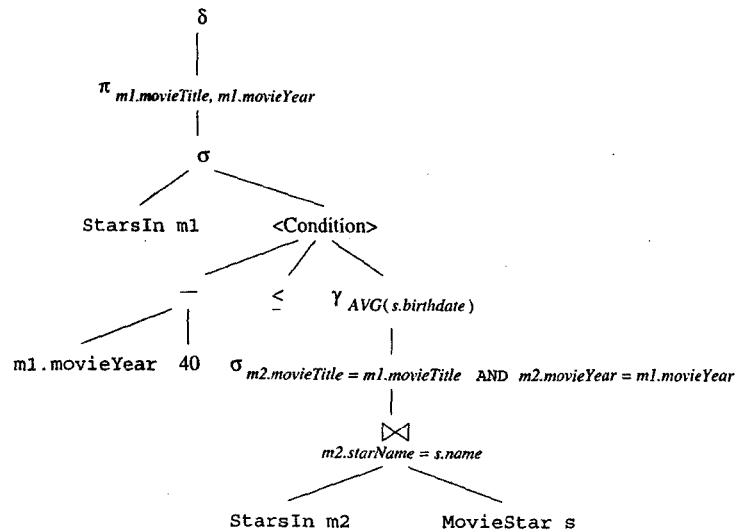 δ
π m1.movieTitle, m1.movieYear
σ
StarsIn m1 <Condition>
— ≤ γ AVG(s.birthdate)
m1.movieYear 40 σ m2.movieTitle = m1.movieTitle AND m2.movieYear = m1.movieYear
⋈
m2.starName = s.name
StarsIn m2 MovieStar s